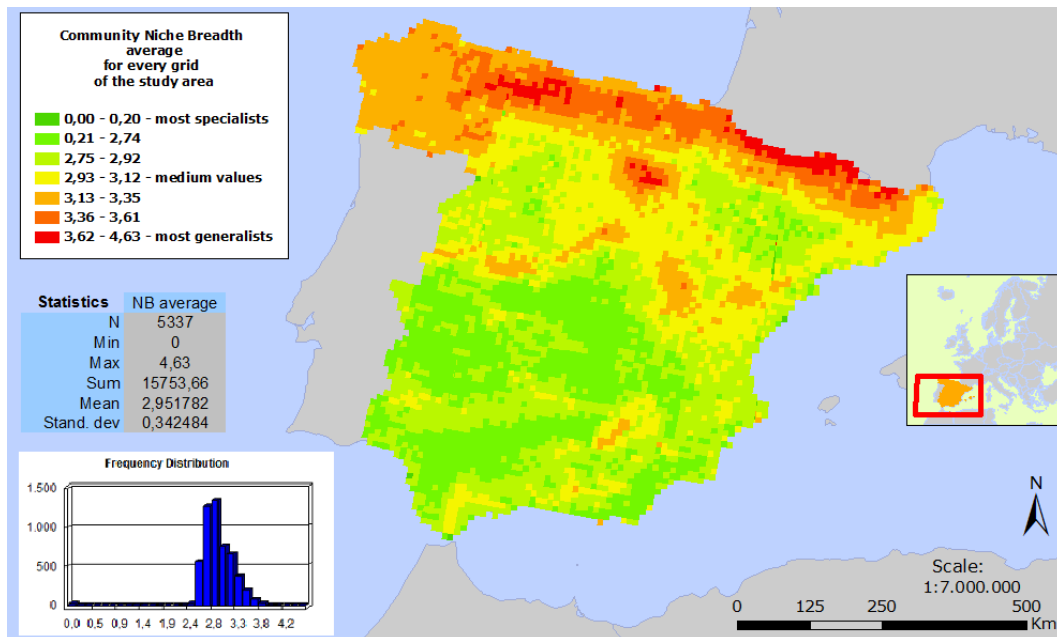 Community Niche Breadth
average
for every grid
of the study area
0,00 - 0,20 - most specialists
0,21 - 2,74
2,75 - 2,92
2,93 - 3,12 - medium values
3,13 - 3,35
3,36 - 3,61
3,62 - 4,63 - most generalists
Statistics NB average
N 5337
Min 0
Max 4,63
Sum 15753,66
Mean 2,951782
Stand. dev 0,342484
Frequency Distribution
1.500
1.000
500
0
0,0 0,5 0,9 1,4 1,9 2,4 2,8 3,3 3,8 4,2
N
Scale:
1:7.000.000
0 125 250 500
Km